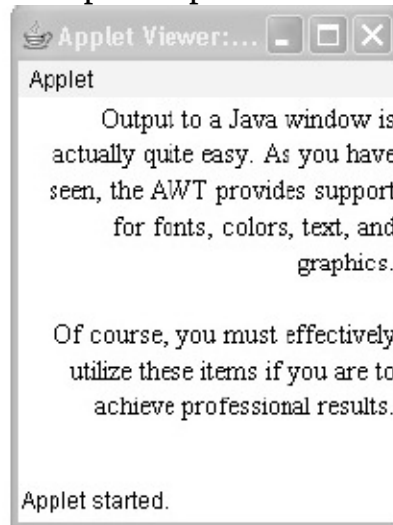 Applet Viewer:...
Applet
Output to a Java window is
actually quite easy. As you have
seen, the AWT provides support
for fonts, colors, text, and
graphics.
Of course, you must effectively
utilize these items if you are to
achieve professional results.
Applet started.